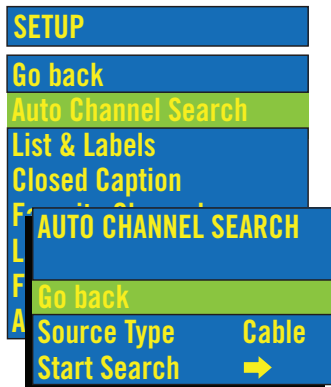 SETUP
Go back
Auto Channel Search
List & Labels
Closed Caption
F
L
F
A
AUTO CHANNEL SEARCH
Go back
Source Type Cable
Start Search